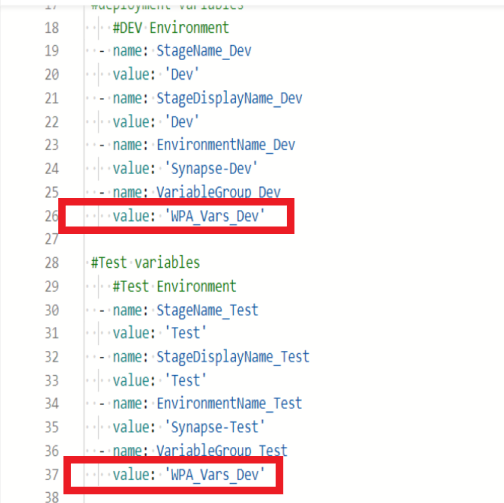 17 #deployment variables
18 #DEV Environment
19 - name: StageName_Dev
20 value: 'Dev'
21 - name: StageDisplayName_Dev
22 value: 'Dev'
23 - name: EnvironmentName_Dev
24 value: 'Synapse-Dev'
25 - name: VariableGroup_Dev
26 value: 'WPA_Vars_Dev'
27
28 #Test variables
29 #Test Environment
30 - name: StageName_Test
31 value: 'Test'
32 - name: StageDisplayName_Test
33 value: 'Test'
34 - name: EnvironmentName_Test
35 value: 'Synapse-Test'
36 - name: VariableGroup_Test
37 value: 'WPA_Vars_Dev'
38